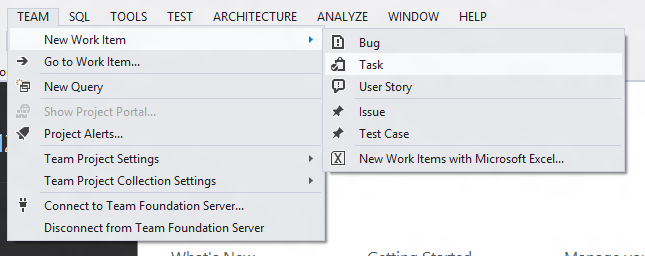 TEAM SQL TOOLS TEST ARCHITECTURE ANALYZE WINDOW HELP
New Work Item
Go to Work Item...
New Query
Show Project Portal...
Project Alerts...
Team Project Settings
Team Project Collection Settings
Connect to Team Foundation Server...
Disconnect from Team Foundation Server
Bug
Task
User Story
Issue
Test Case
New Work Items with Microsoft Excel...
What's New Getting Started Manage your